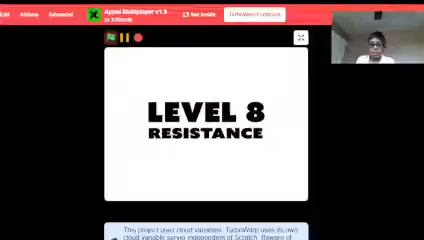 Edit Addons Advanced
Appel Multiplayer v1.5
See inside
TurboWarp Feedback
LEVEL 8
RESISTANCE
This project uses cloud variables. TurboWarp uses its own
cloud variable server independent of Scratch. Beware of